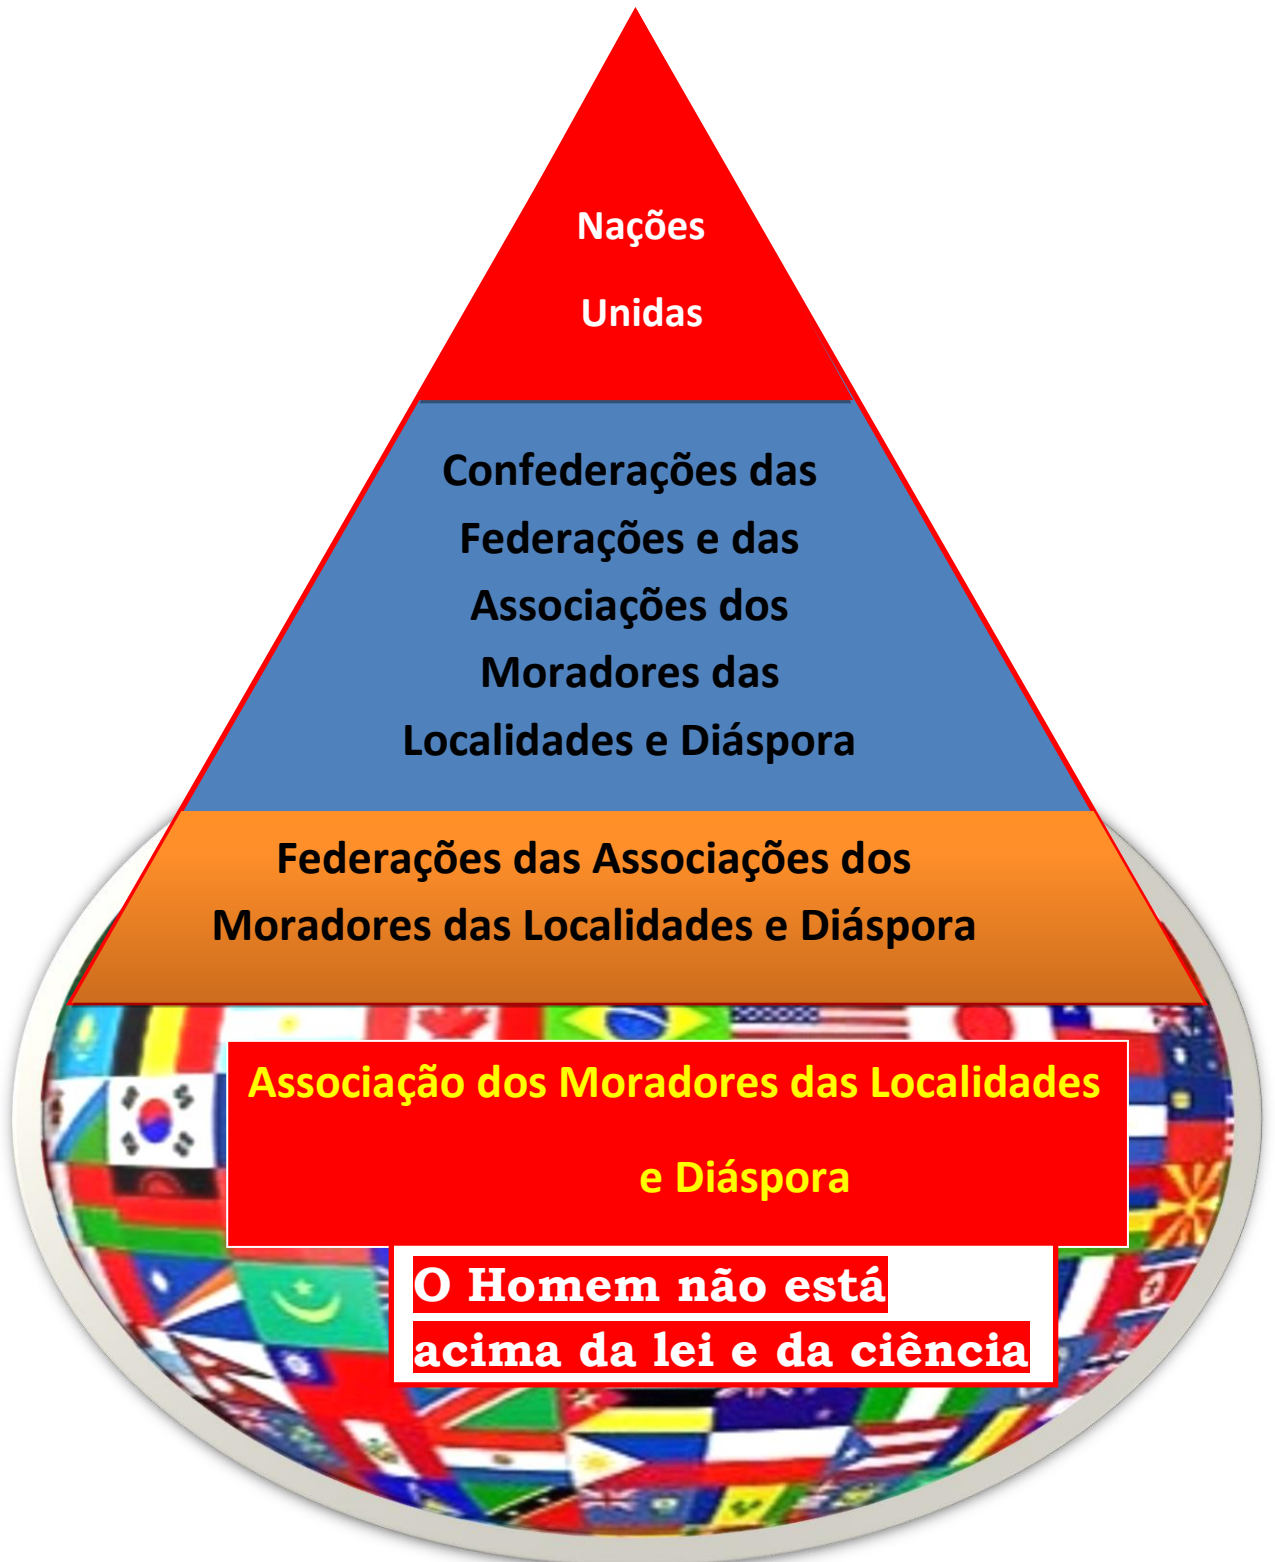 Nações
Unidas
Confederações das
Federações e das
Associações dos
Moradores das
Localidades e Diáspora
Federações das Associações dos
Moradores das Localidades e Diáspora
Associação dos Moradores das Localidades
e Diáspora
O Homem não está
acima da lei e da ciência